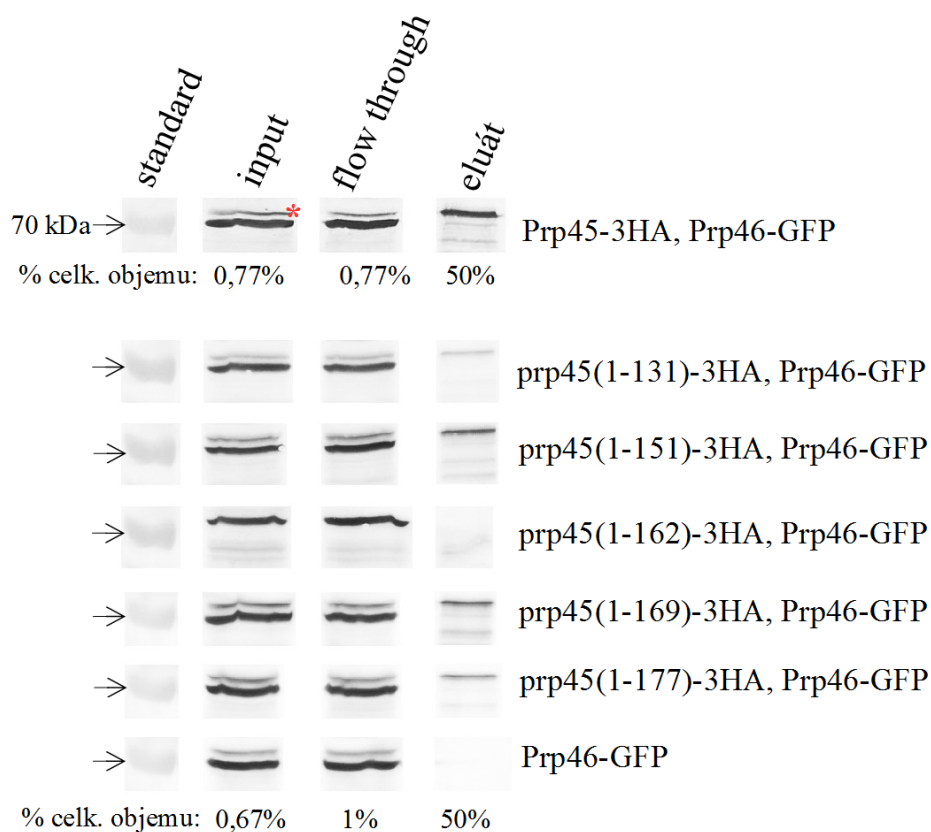 standard
input
flow through
eluát
70 kDa
*
Prp45-3HA, Prp46-GFP
% celk. objemu: 0,77% 0,77% 50%
prp45(1-131)-3HA, Prp46-GFP
prp45(1-151)-3HA, Prp46-GFP
prp45(1-162)-3HA, Prp46-GFP
prp45(1-169)-3HA, Prp46-GFP
prp45(1-177)-3HA, Prp46-GFP
Prp46-GFP
% celk. objemu: 0,67% 1% 50%